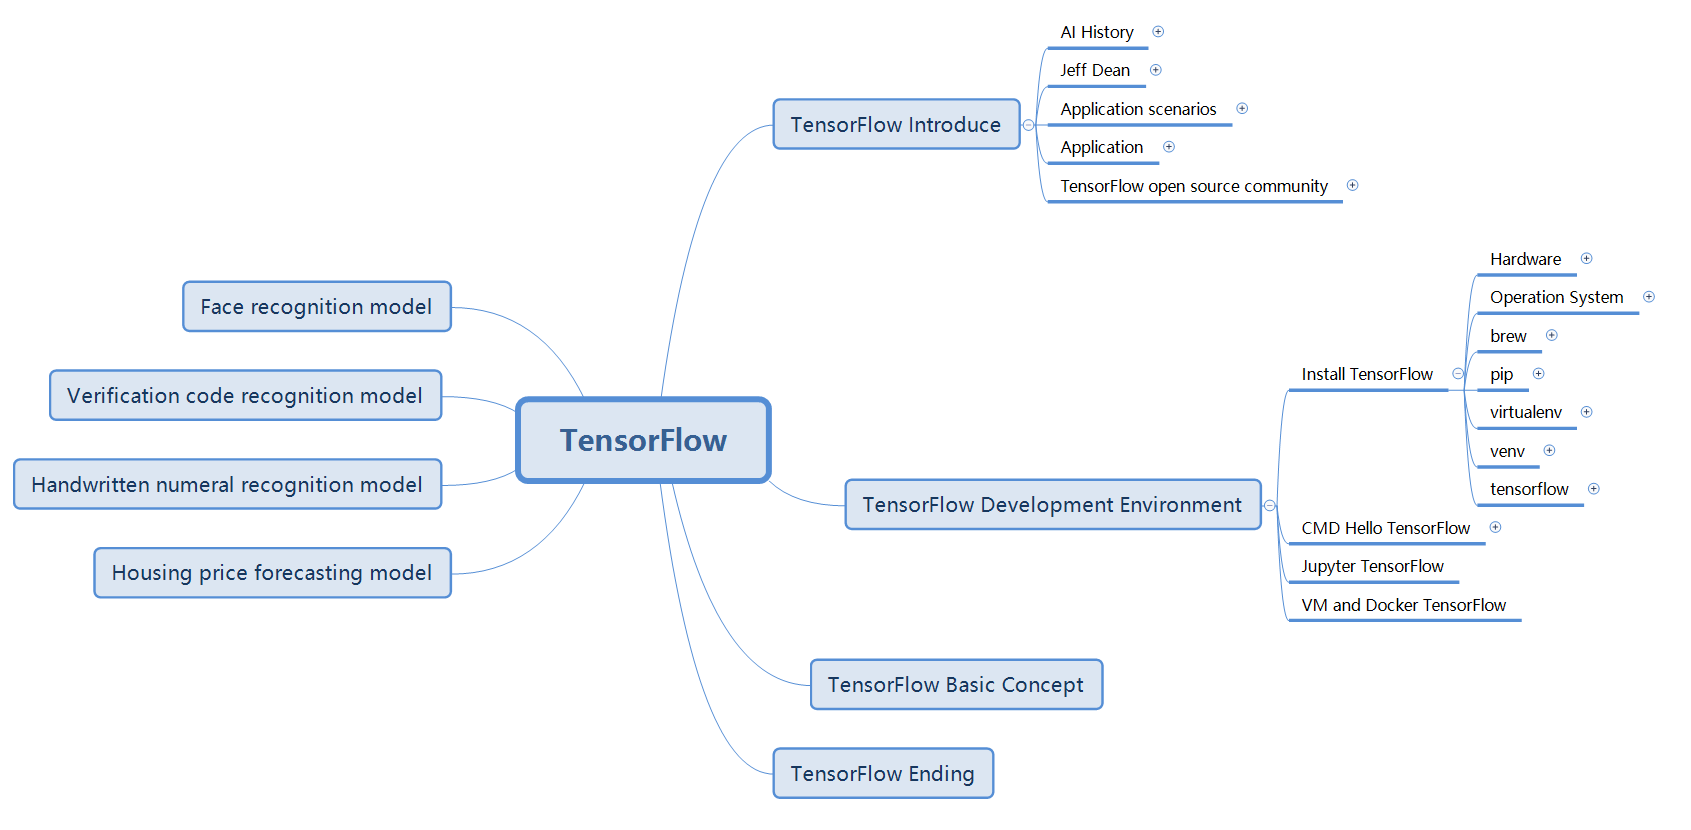 TensorFlow
TensorFlow Introduce
AI History
Jeff Dean
Application scenarios
Application
TensorFlow open source community
TensorFlow Development Environment
Install TensorFlow
Hardware
Operation System
brew
pip
virtualenv
venv
tensorflow
CMD Hello TensorFlow
Jupyter TensorFlow
VM and Docker TensorFlow
TensorFlow Basic Concept
TensorFlow Ending
Face recognition model
Verification code recognition model
Handwritten numeral recognition model
Housing price forecasting model